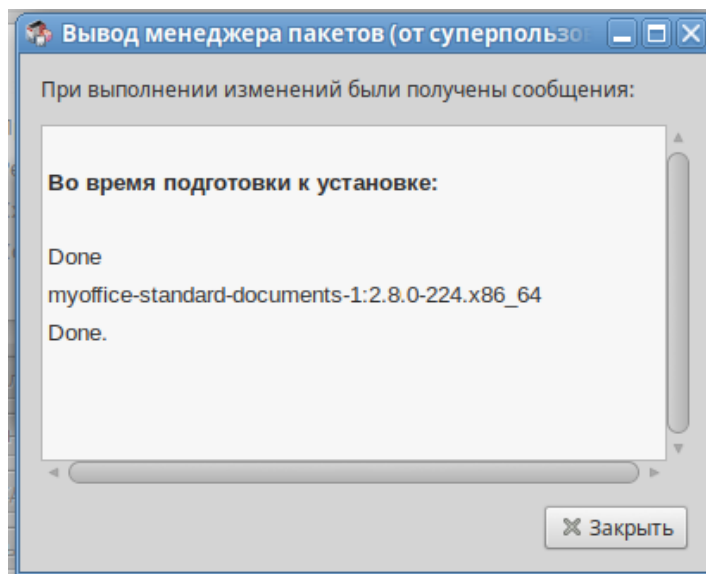 Вывод менеджера пакетов (от суперпользо
При выполнении изменений были получены сообщения:
Во время подготовки к установке:
Done
myoffice-standard-documents-1:2.8.0-224.x86_64
Done.
Закрыть